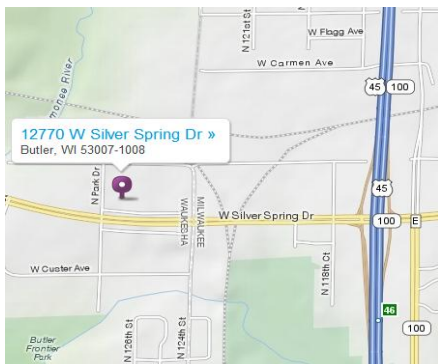 N 121st St
W Flagg Ave
W Carmen Ave
45
100
monee River
12770 W Silver Spring Dr »
Butler, WI 53007-1008
N Park Dr
45
WAUKESHA
MILWAUKEE
W Silver Spring Dr
100
E
W Custer Ave
N 118th Ct
46
100
N 126th St
N 124th St
Butler
Frontier
Park